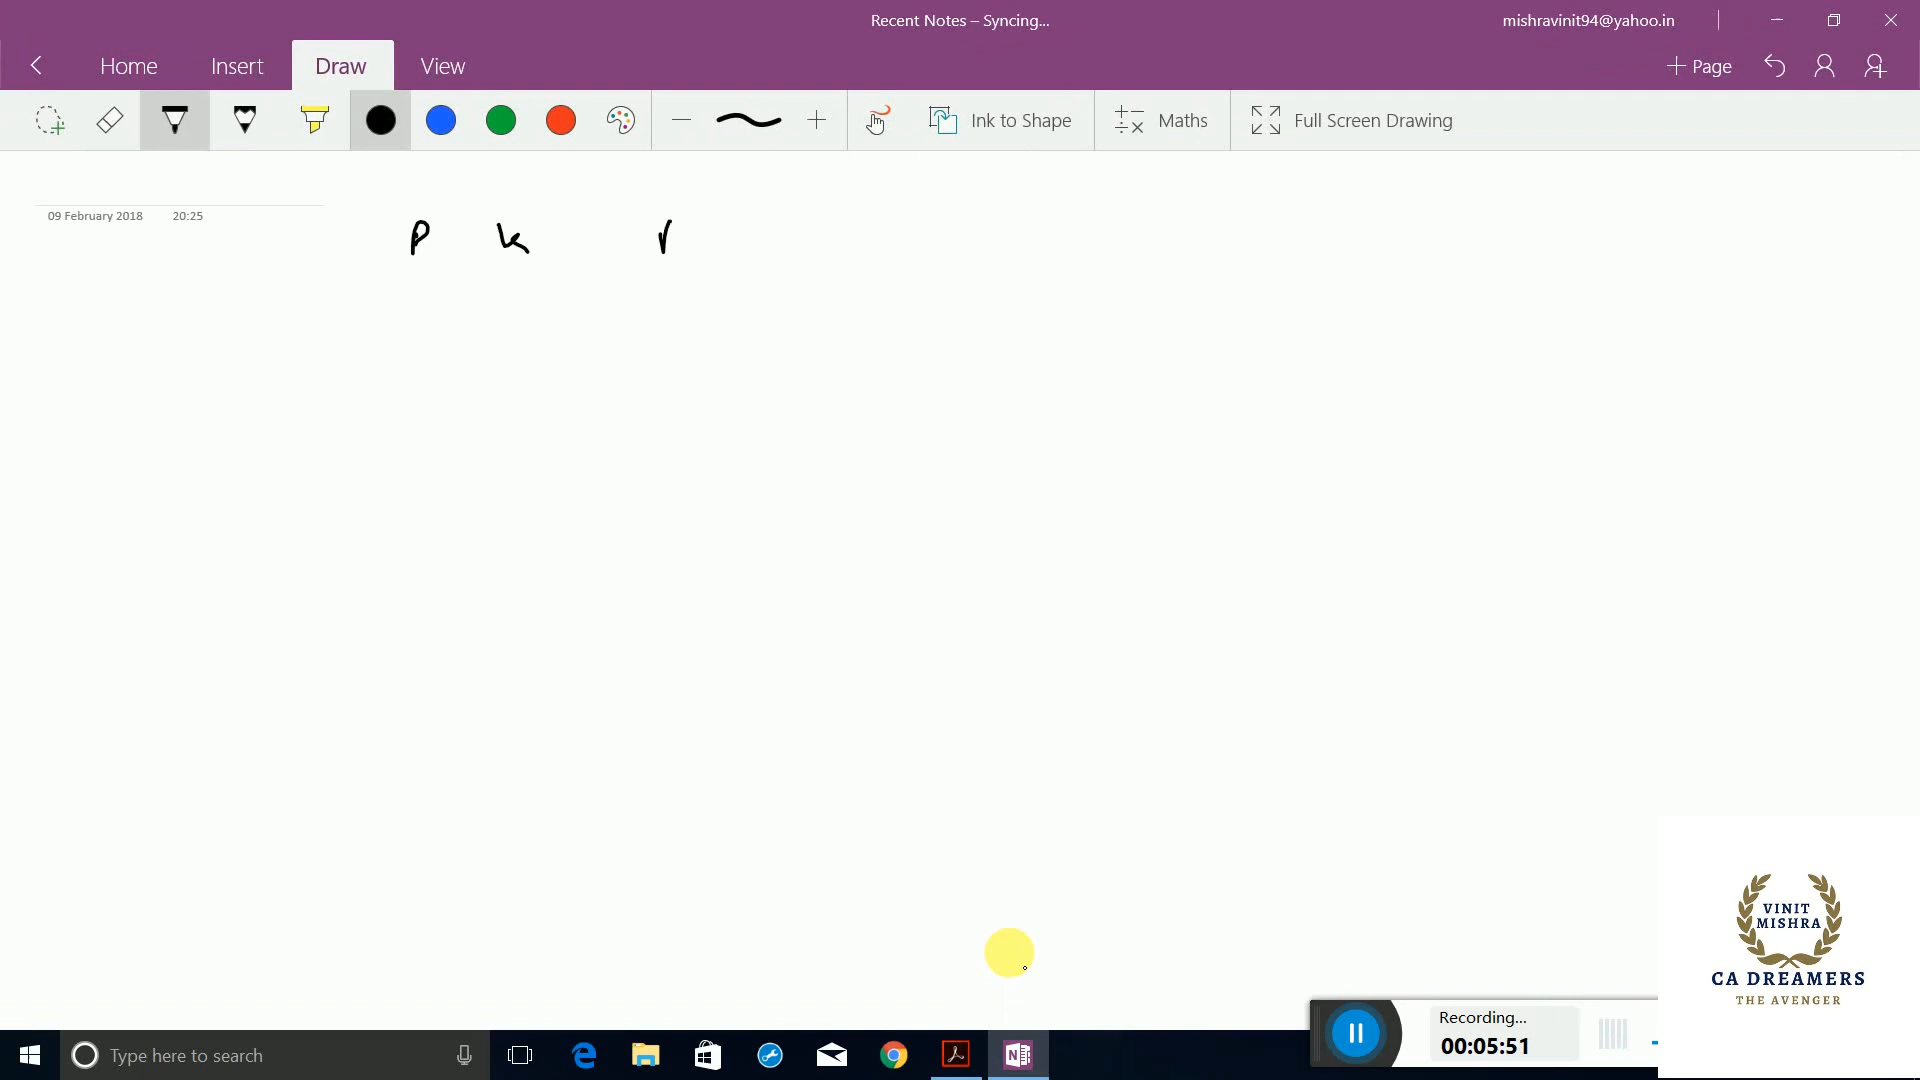 Recent Notes – Syncing...
mishravinit94@yahoo.in
Home Insert Draw View
Page
Ink to Shape
Maths
Full Screen Drawing
09 February 2018 20:25
P k r
VINIT
MISHRA
CA DREAMERS
THE AVENGER
Recording...
00:05:51
Type here to search